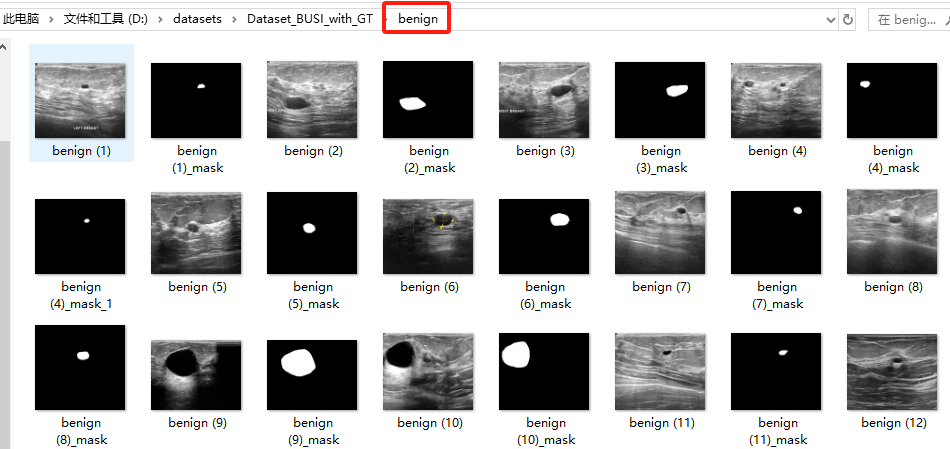 此电脑 > 文件和工具 (D:) > datasets > Dataset_BUSI_with_GT > benign
在 benig...
LEFT BREAST
benign (1)
benign
(1)_mask
benign (2)
benign
(2)_mask
benign (3)
benign
(3)_mask
benign (4)
benign
(4)_mask
benign
(4)_mask_1
benign (5)
benign
(5)_mask
benign (6)
benign
(6)_mask
benign (7)
benign
(7)_mask
benign (8)
benign
(8)_mask
benign (9)
benign
(9)_mask
benign (10)
benign
(10)_mask
benign (11)
benign
(11)_mask
benign (12)